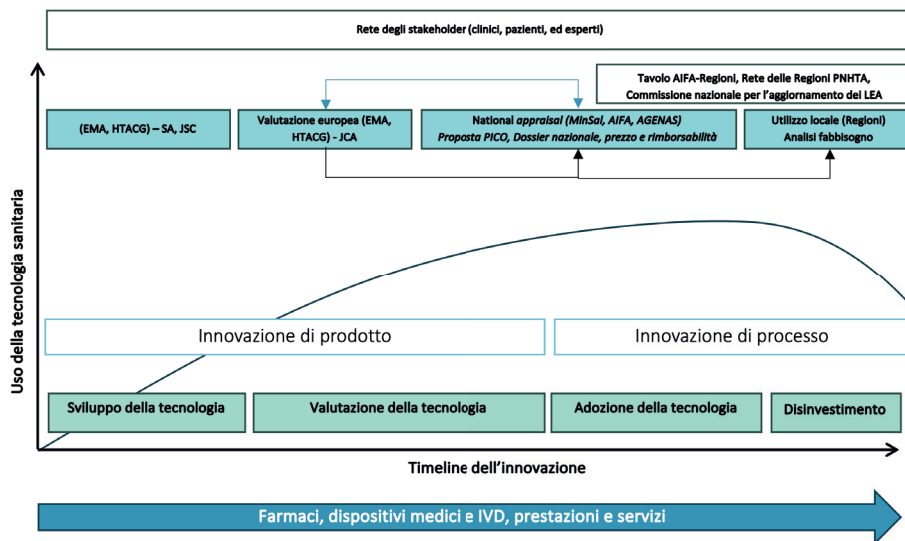 Rete degli stakeholder (clinici, pazienti, ed esperti)
Tavolo AIFA-Regioni, Rete delle Regioni PNHTA,
Commissione nazionale per l'aggiornamento dei LEA
(EMA, HTACG) – SA, JSC
Valutazione europea (EMA,
HTACG) - JCA
National appraisal (MinSal, AIFA, AGENAS)
Proposta PICO, Dossier nazionale, prezzo e rimborsabilità
Utilizzo locale (Regioni)
Analisi fabbisogno
Uso della tecnologia sanitaria
Innovazione di prodotto
Innovazione di processo
Sviluppo della tecnologia
Valutazione della tecnologia
Adozione della tecnologia
Disinvestimento
Timeline dell'innovazione
Farmaci, dispositivi medici e IVD, prestazioni e servizi